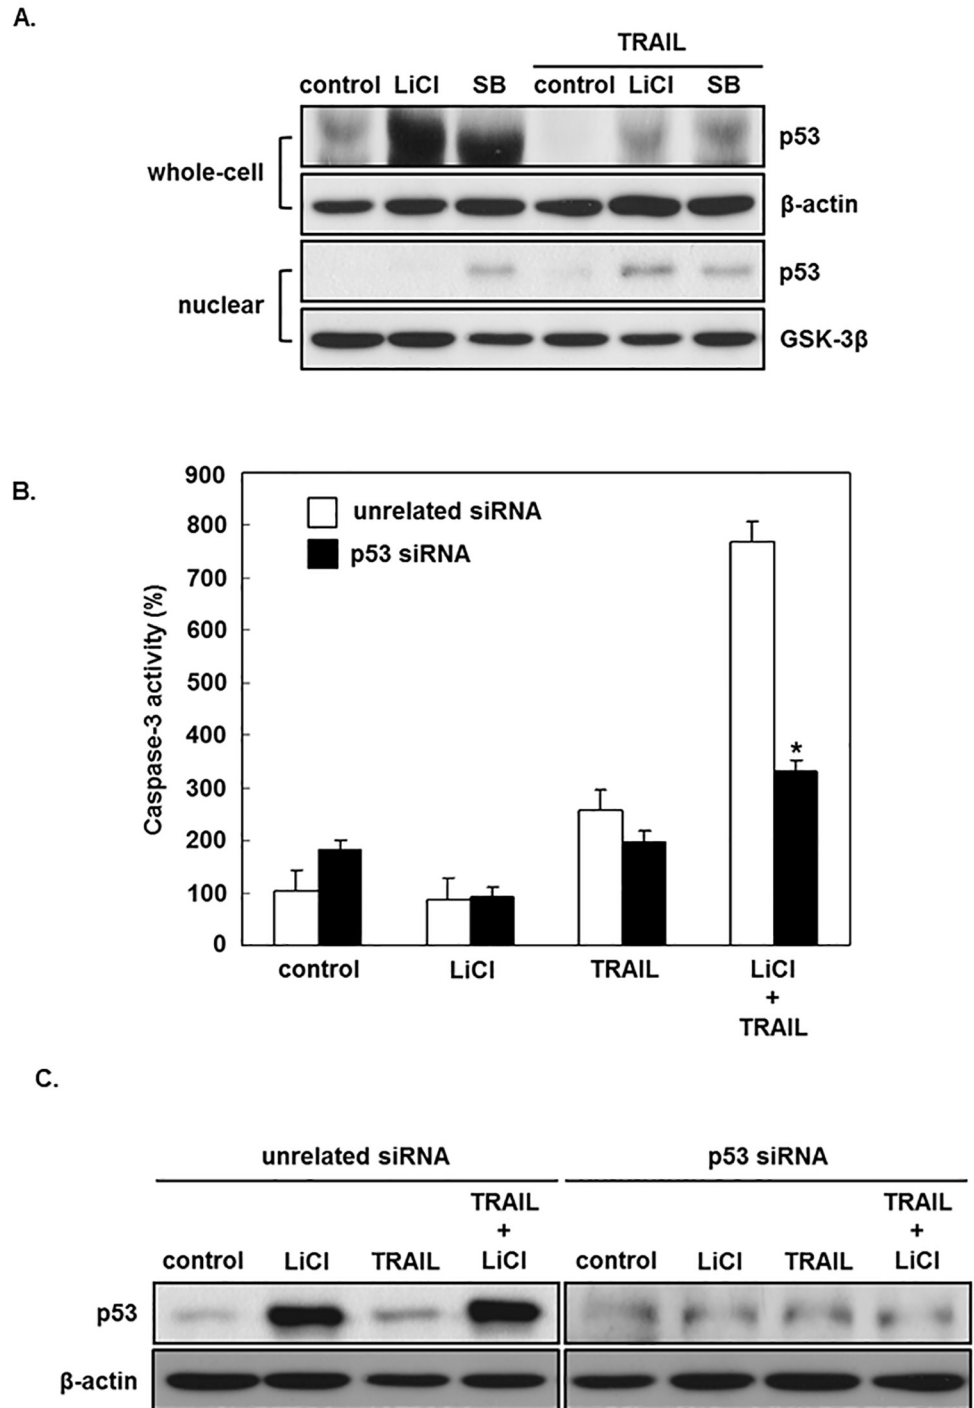 A.
TRAIL
control LiCl SB control LiCl SB
p53
whole-cell
β-actin
p53
nuclear
GSK-3β
B.
900
unrelated siRNA
800
p53 siRNA
700
600
500
400
*
300
200
100
0
Caspase-3 activity (%)
control LiCl TRAIL LiCl
+
TRAIL
C.
unrelated siRNA p53 siRNA
TRAIL TRAIL
+ +
control LiCl TRAIL LiCl control LiCl TRAIL LiCl
p53
β-actin